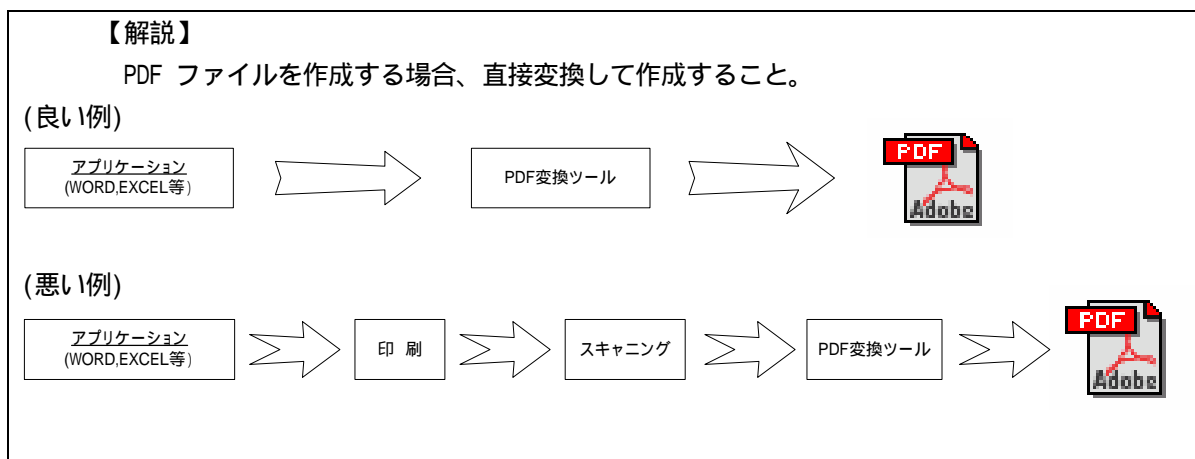 【解説】
PDF ファイルを作成する場合、直接変換して作成すること。
(良い例)
アプリケーション
(WORD,EXCEL等)
PDF変換ツール
PDF
Adobe
(悪い例)
アプリケーション
(WORD,EXCEL等)
印 刷
スキャニング
PDF変換ツール
PDF
Adobe